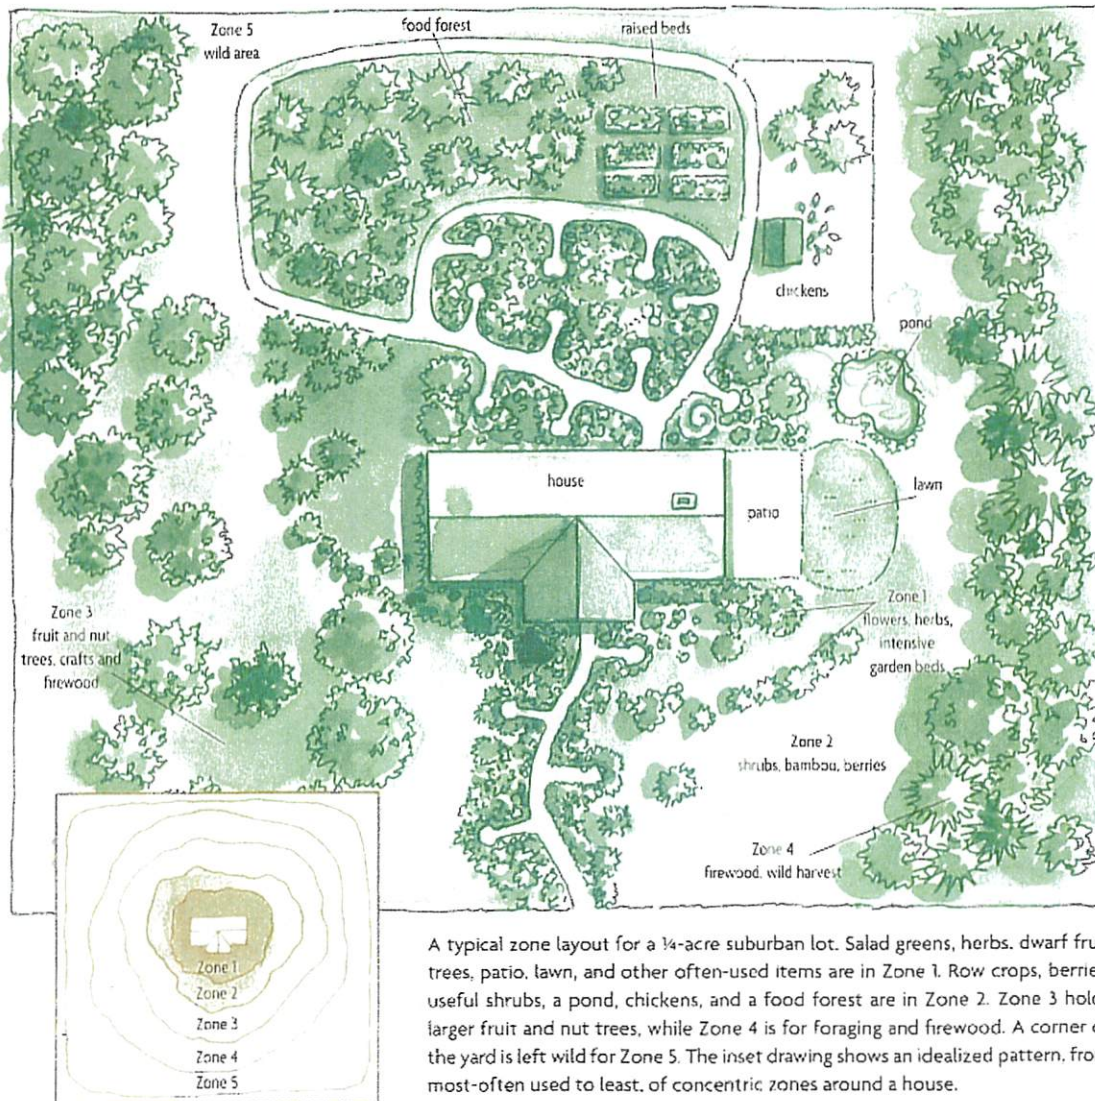 Zone 5
wild area
food forest
raised beds
chickens
pond
house
patio
lawn
Zone 3
fruit and nut
trees, crafts and
firewood
Zone 1
flowers, herbs,
intensive
garden beds
Zone 2
shrubs, bamboo, berries
Zone 4
firewood, wild harvest
Zone 1
Zone 2
Zone 3
Zone 4
Zone 5
A typical zone layout for a ¼-acre suburban lot. Salad greens, herbs, dwarf fru
trees, patio, lawn, and other often-used items are in Zone 1. Row crops, berrie
useful shrubs, a pond, chickens, and a food forest are in Zone 2. Zone 3 hol
larger fruit and nut trees, while Zone 4 is for foraging and firewood. A corner
the yard is left wild for Zone 5. The inset drawing shows an idealized pattern, fro
most-often used to least, of concentric zones around a house.